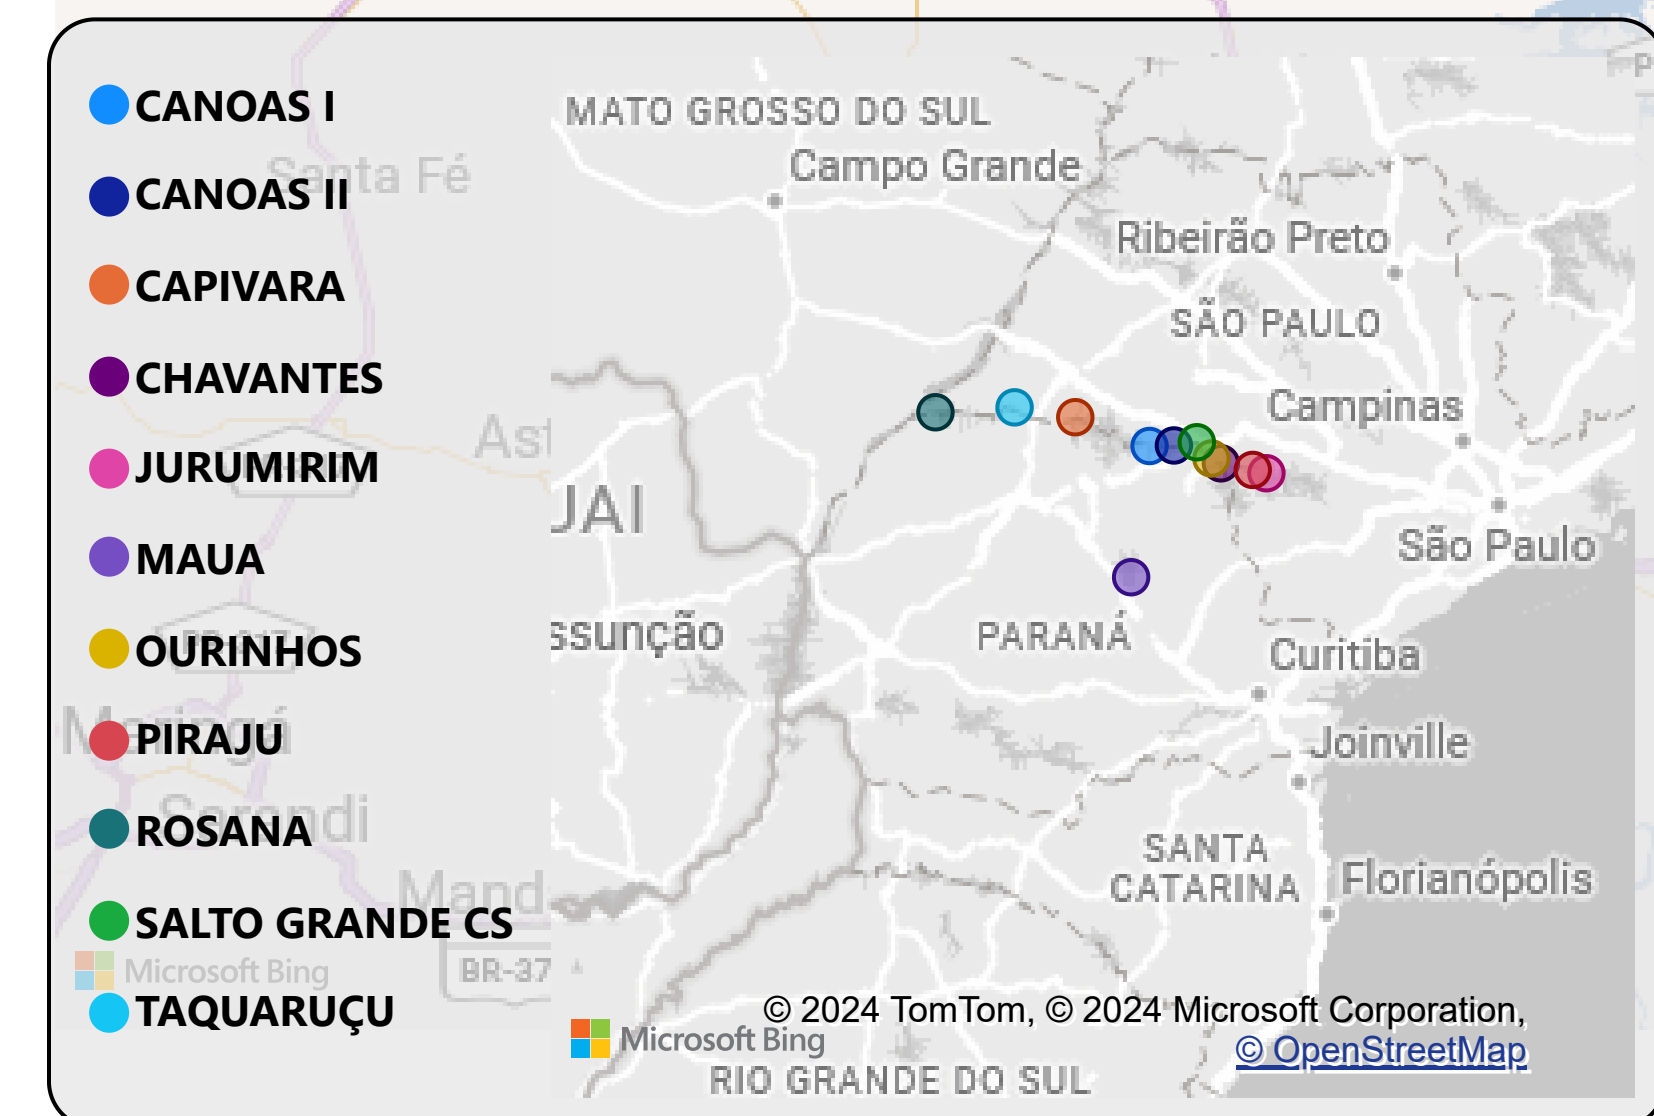 CANOAS I
CANOAS II
CAPIVARA
CHAVANTES
JURUMIRIM
MAUA
OURINHOS
PIRAJU
ROSANA
SALTO GRANDE CS
TAQUARUÇU
Santa Fé
Ast
Maringá
Sarandi
Mand
BR-37
Microsoft Bing
MATO GROSSO DO SUL
Campo Grande
Ribeirão Preto
SÃO PAULO
Campinas
UAI
São Paulo
ssunção
PARANÁ
Curitiba
Joinville
SANTA
CATARINA
Florianópolis
© 2024 TomTom, © 2024 Microsoft Corporation,
Microsoft Bing
© OpenStreetMap
RIO GRANDE DO SUL